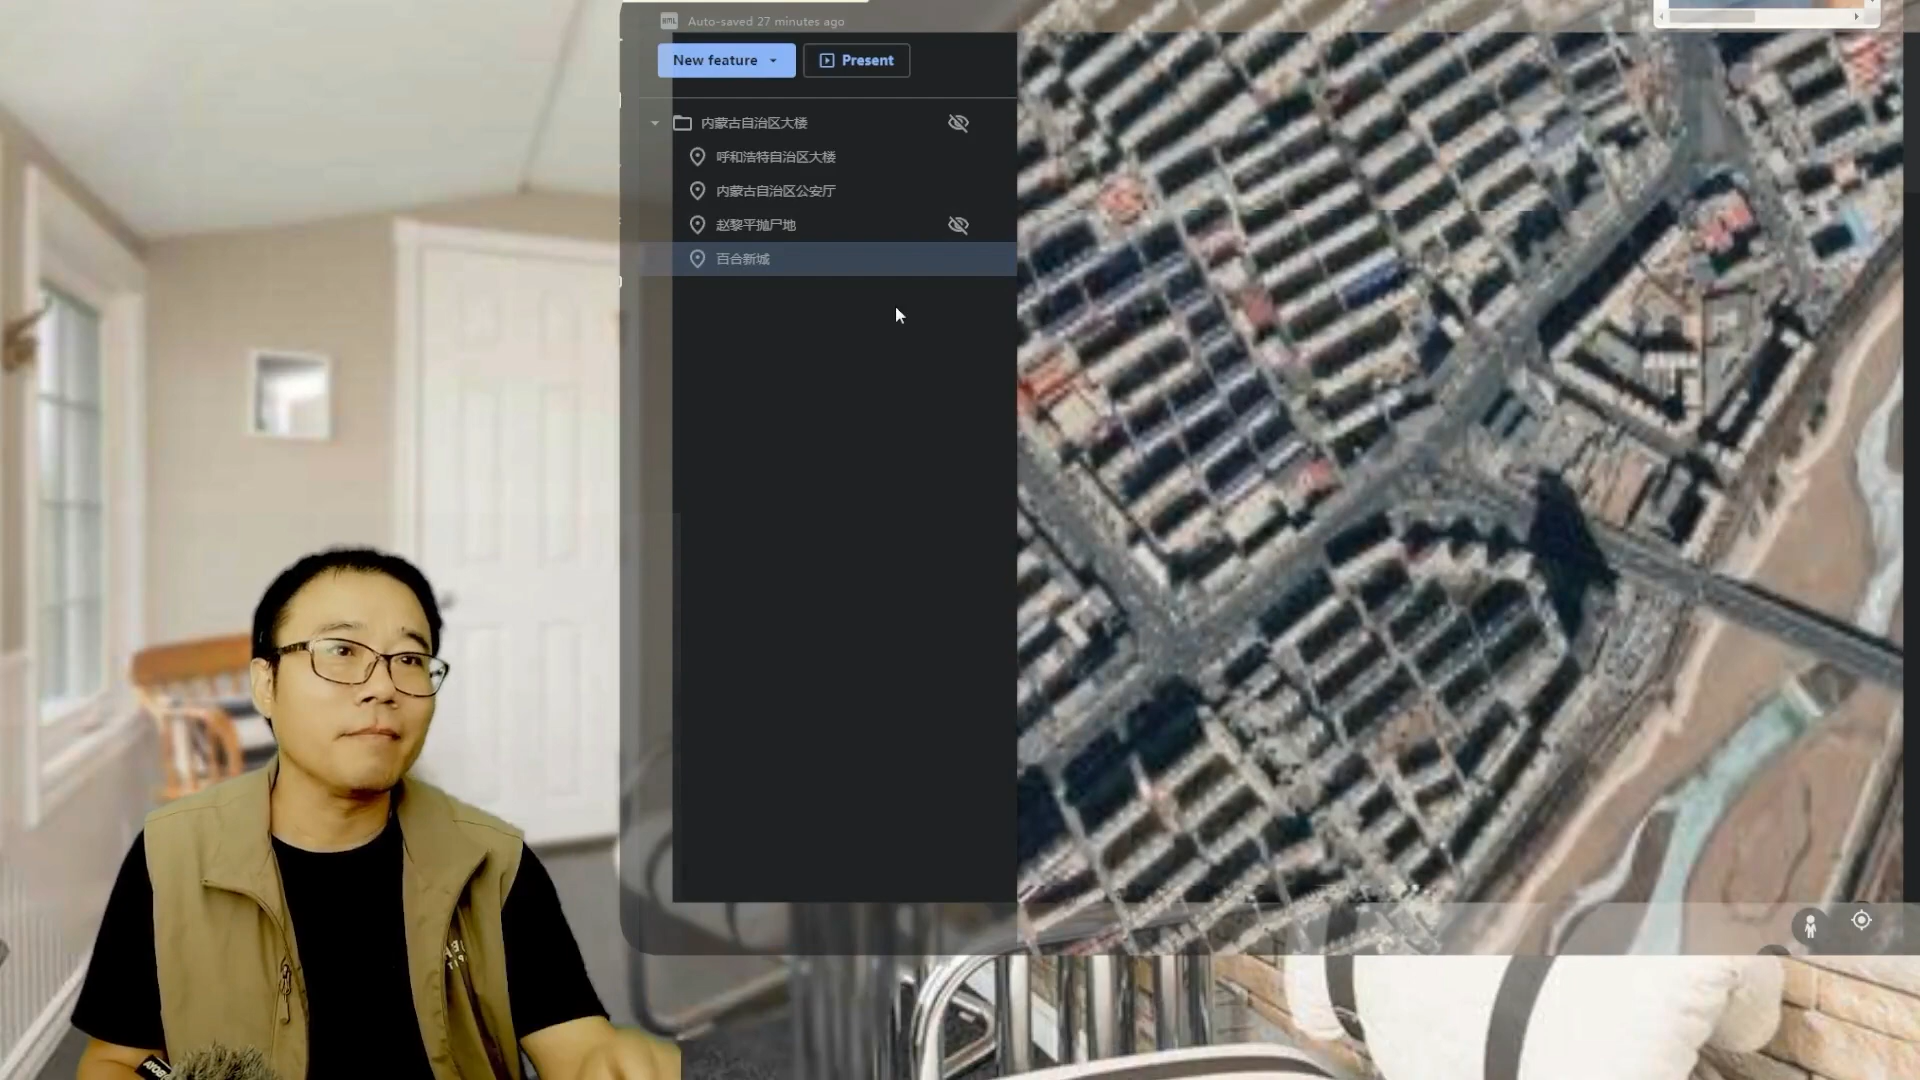 Auto-saved 27 minutes ago
New feature
Present
内蒙古自治区大楼
呼和浩特自治区大楼
内蒙古自治区公安厅
赵黎平抛尸地
百合新城